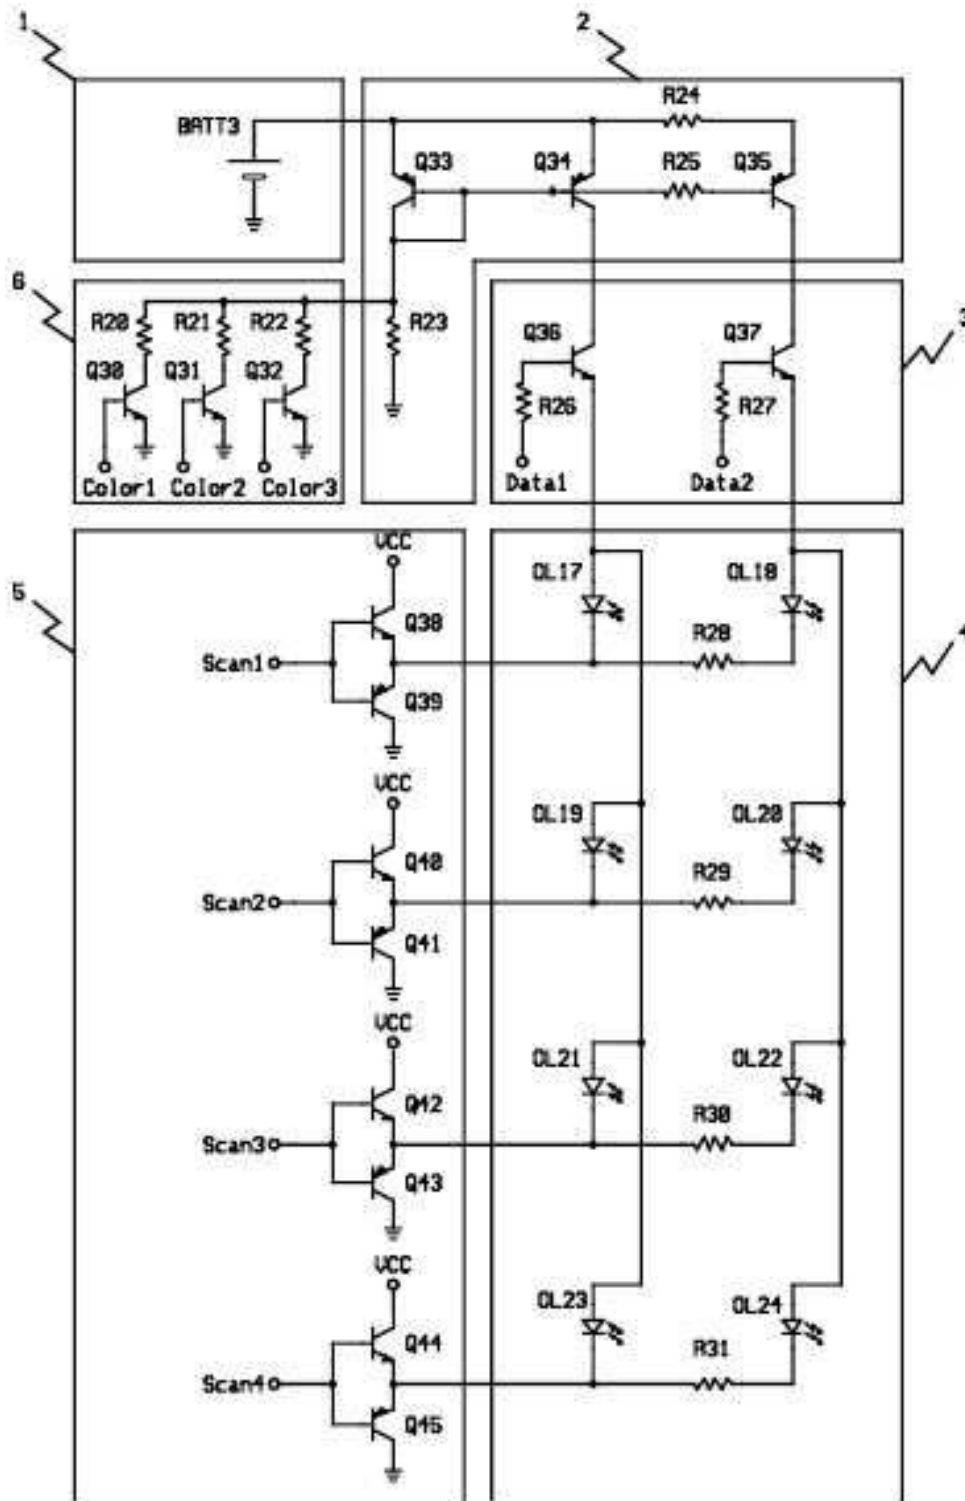 1
2
R24
BATT3
Q33
Q34
R25
Q35
6
R20
R21
R22
R23
Q36
Q37
3
Q30
Q31
Q32
R26
R27
Color1
Color2
Color3
Data1
Data2
VCC
OL17
OL18
5
Q38
R28
4
Scan1
Q39
VCC
OL19
OL20
Q40
R29
Scan2
Q41
VCC
OL21
OL22
Q42
R30
Scan3
Q43
VCC
OL23
OL24
Q44
R31
Scan4
Q45